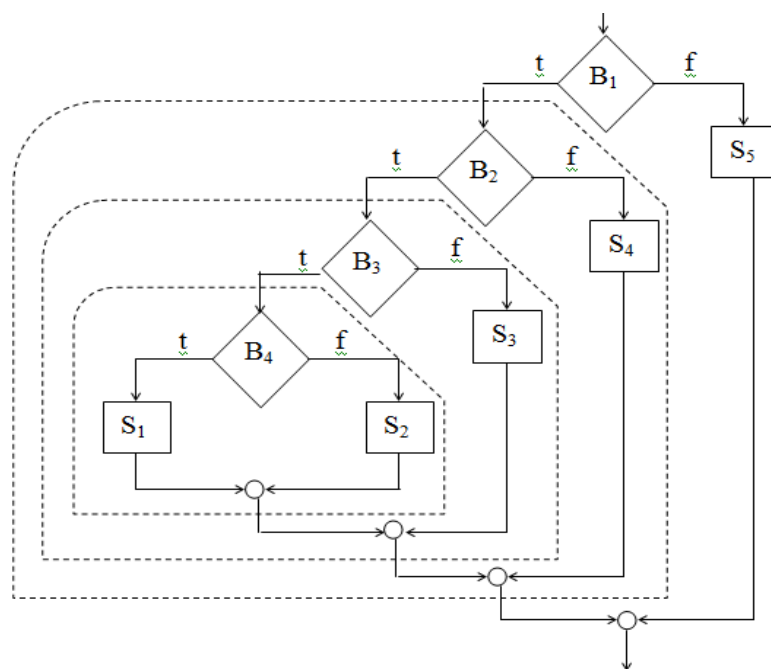 t B₁ f
S₅
t B₂ f
S₄
t B₃ f
S₃
t B₄ f
S₁ S₂